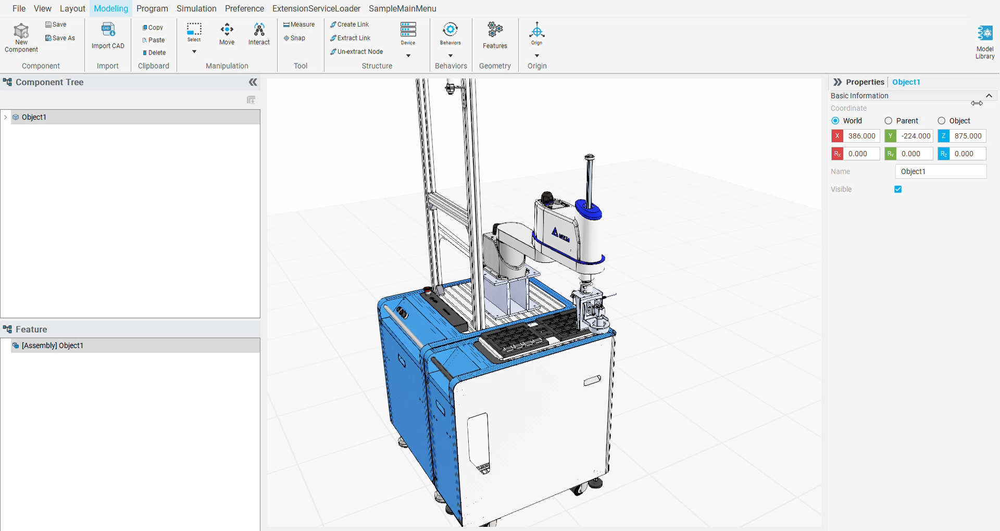 File View Layout Modeling Program Simulation Preference ExtensionServiceLoader SampleMainMenu
New Component
Save
Save As
Component
CAD
Import CAD
Import
Copy
Paste
Delete
Clipboard
Select
Move
Interact
Manipulation
Measure
Snap
Tool
Create Link
Extract Link
Un-extract Node
Device
Structure
Behaviors
Behaviors
Features
Geometry
Orign
Origin
Model
Library
Component Tree
Object1
Feature
[Assembly] Object1
Properties Object1
Basic Information
Coordinate
World Parent Object
X 386.000 Y -224.000 Z 875.000
RX 0.000 RY 0.000 RZ 0.000
Name Object1
Visible